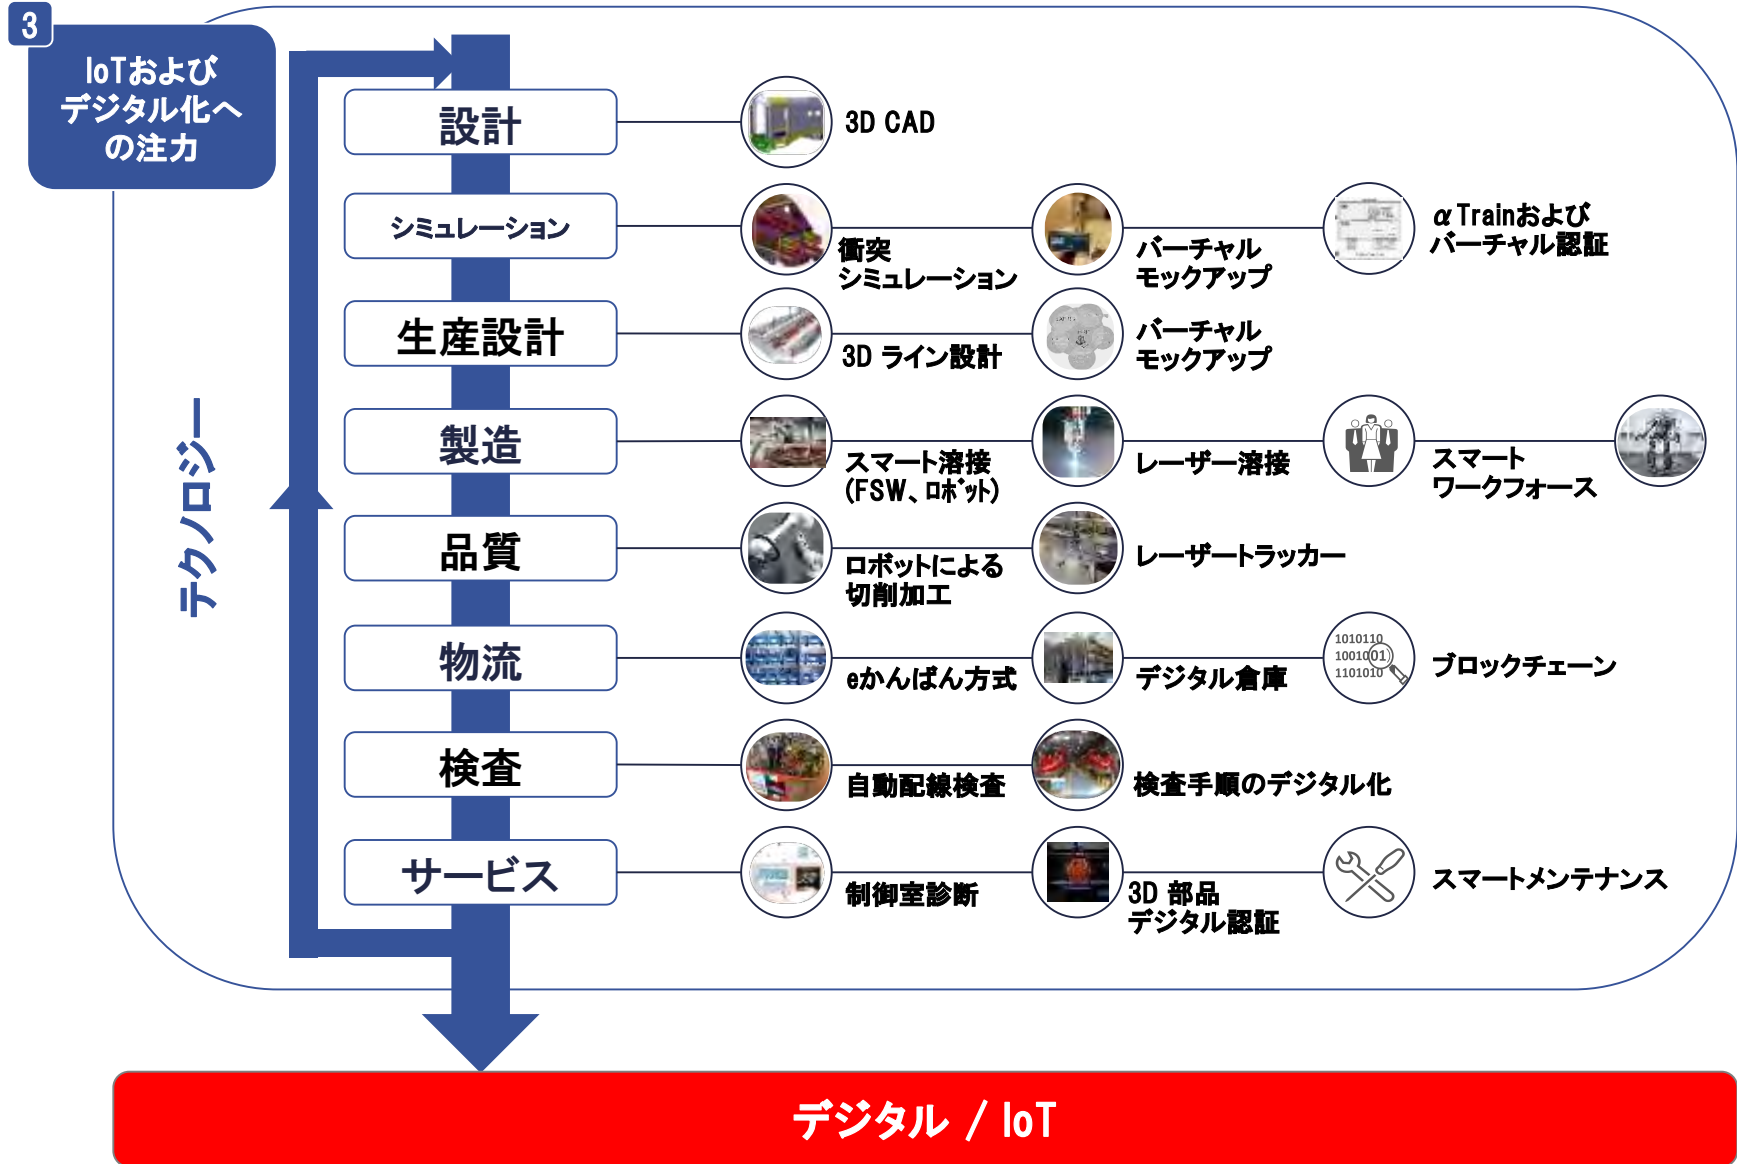 3
IoTおよび
デジタル化へ
の注力
テクノロジー
設計
3D CAD
シミュレーション
衝突
シミュレーション
バーチャル
モックアップ
αTrainおよび
バーチャル認証
生産設計
3D ライン設計
バーチャル
モックアップ
製造
スマート溶接
(FSW、ロボット)
レーザー溶接
スマート
ワークフォース
品質
ロボットによる
切削加工
レーザートラッカー
物流
eかんばん方式
デジタル倉庫
1010110
1001001
1101010
ブロックチェーン
検査
自動配線検査
検査手順のデジタル化
サービス
制御室診断
3D 部品
デジタル認証
スマートメンテナンス
デジタル / IoT